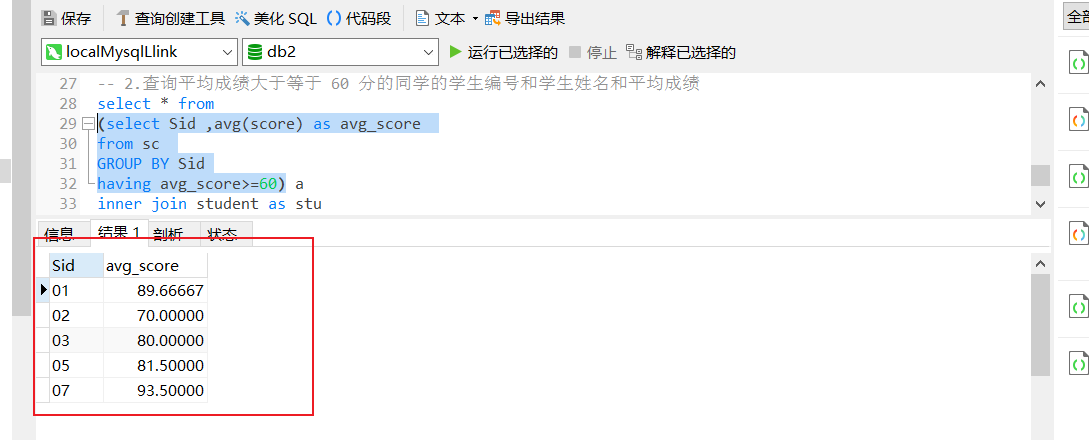 保存 查询创建工具 美化 SQL () 代码段 文本 导出结果
localMysqlLlink db2 运行已选择的 停止 解释已选择的
27 -- 2.查询平均成绩大于等于 60 分的同学的学生编号和学生姓名和平均成绩
28 select * from
29 (select Sid ,avg(score) as avg_score
30 from sc
31 GROUP BY Sid
32 having avg_score>=60) a
33 inner join student as stu
信息 结果 1 剖析 状态
Sid avg_score
01 89.66667
02 70.00000
03 80.00000
05 81.50000
07 93.50000